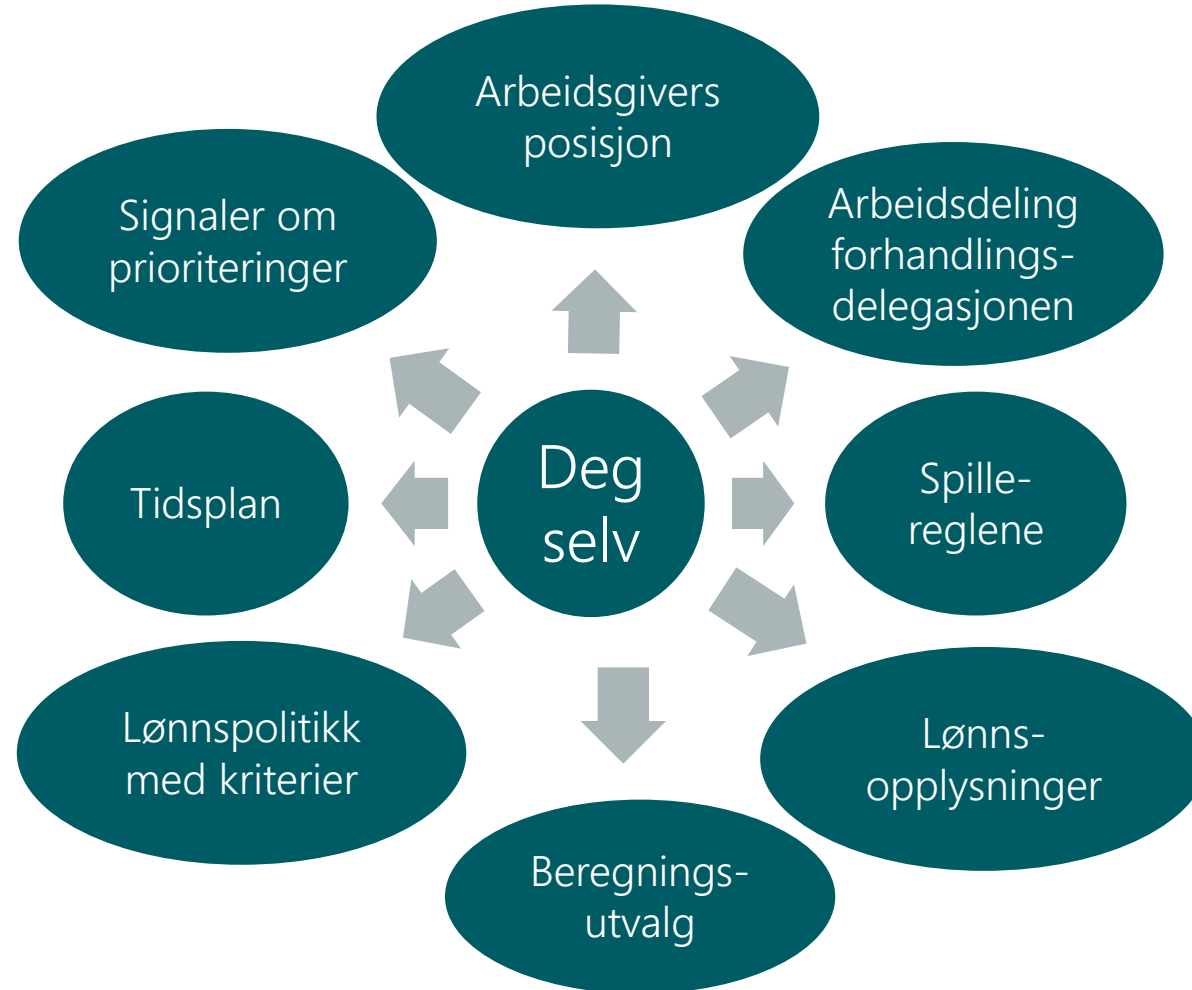 Arbeidsgivers
posisjon
Signaler om
prioriteringer
Arbeidsdeling
forhandlings-
delegasjonen
Tidsplan
Deg
selv
Spille-
reglene
Lønnspolitikk
med kriterier
Lønns-
opplysninger
Beregnings-
utvalg